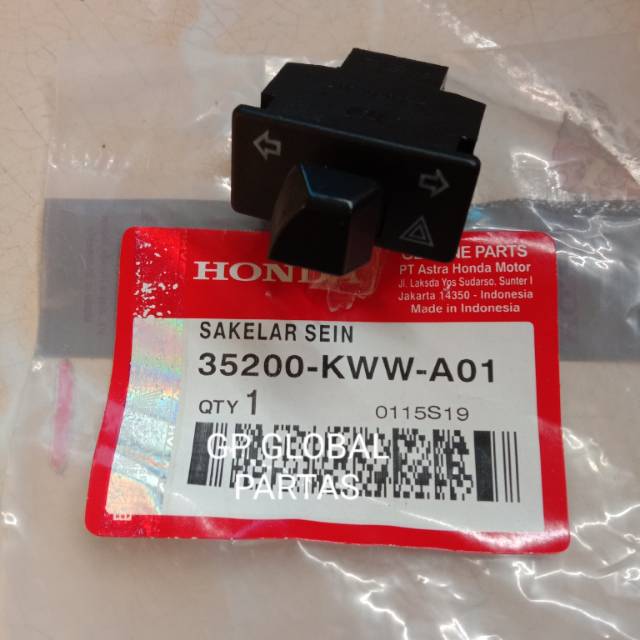 HONDA
GENUINE PARTS
PT Astra Honda Motor
Jl. Laksda Yos Sudarso, Sunter I
Jakarta 14350 - Indonesia
Made in Indonesia
SAKELAR SEIN
35200-KWW-A01
QTY 1
0115S19
GP GLOBAL
PARTAS